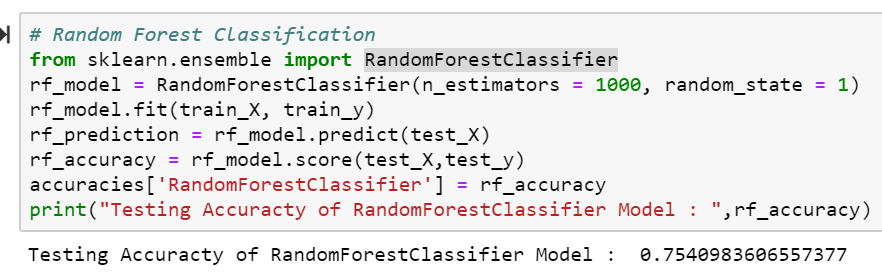 # Random Forest Classification
from sklearn.ensemble import RandomForestClassifier
rf_model = RandomForestClassifier(n_estimators = 1000, random_state = 1)
rf_model.fit(train_X, train_y)
rf_prediction = rf_model.predict(test_X)
rf_accuracy = rf_model.score(test_X,test_y)
accuracies['RandomForestClassifier'] = rf_accuracy
print("Testing Accuracty of RandomForestClassifier Model : ",rf_accuracy)
Testing Accuracty of RandomForestClassifier Model :  0.7540983606557377